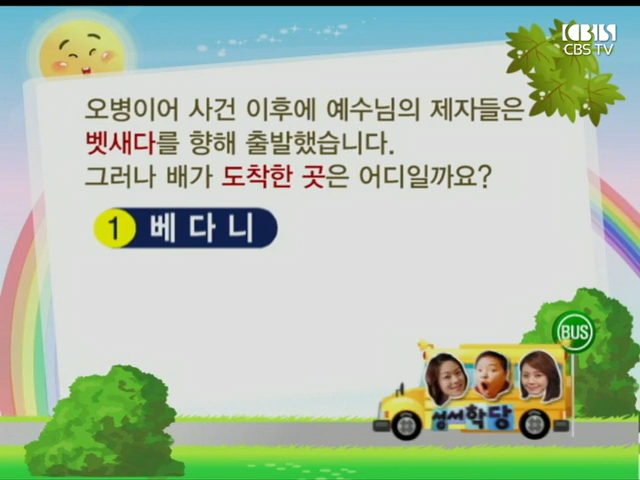 CBS
CBS TV
오병이어 사건 이후에 예수님의 제자들은
벳새다를 향해 출발했습니다.
그러나 배가 도착한 곳은 어디일까요?
1 베다니
BUS
성서학당